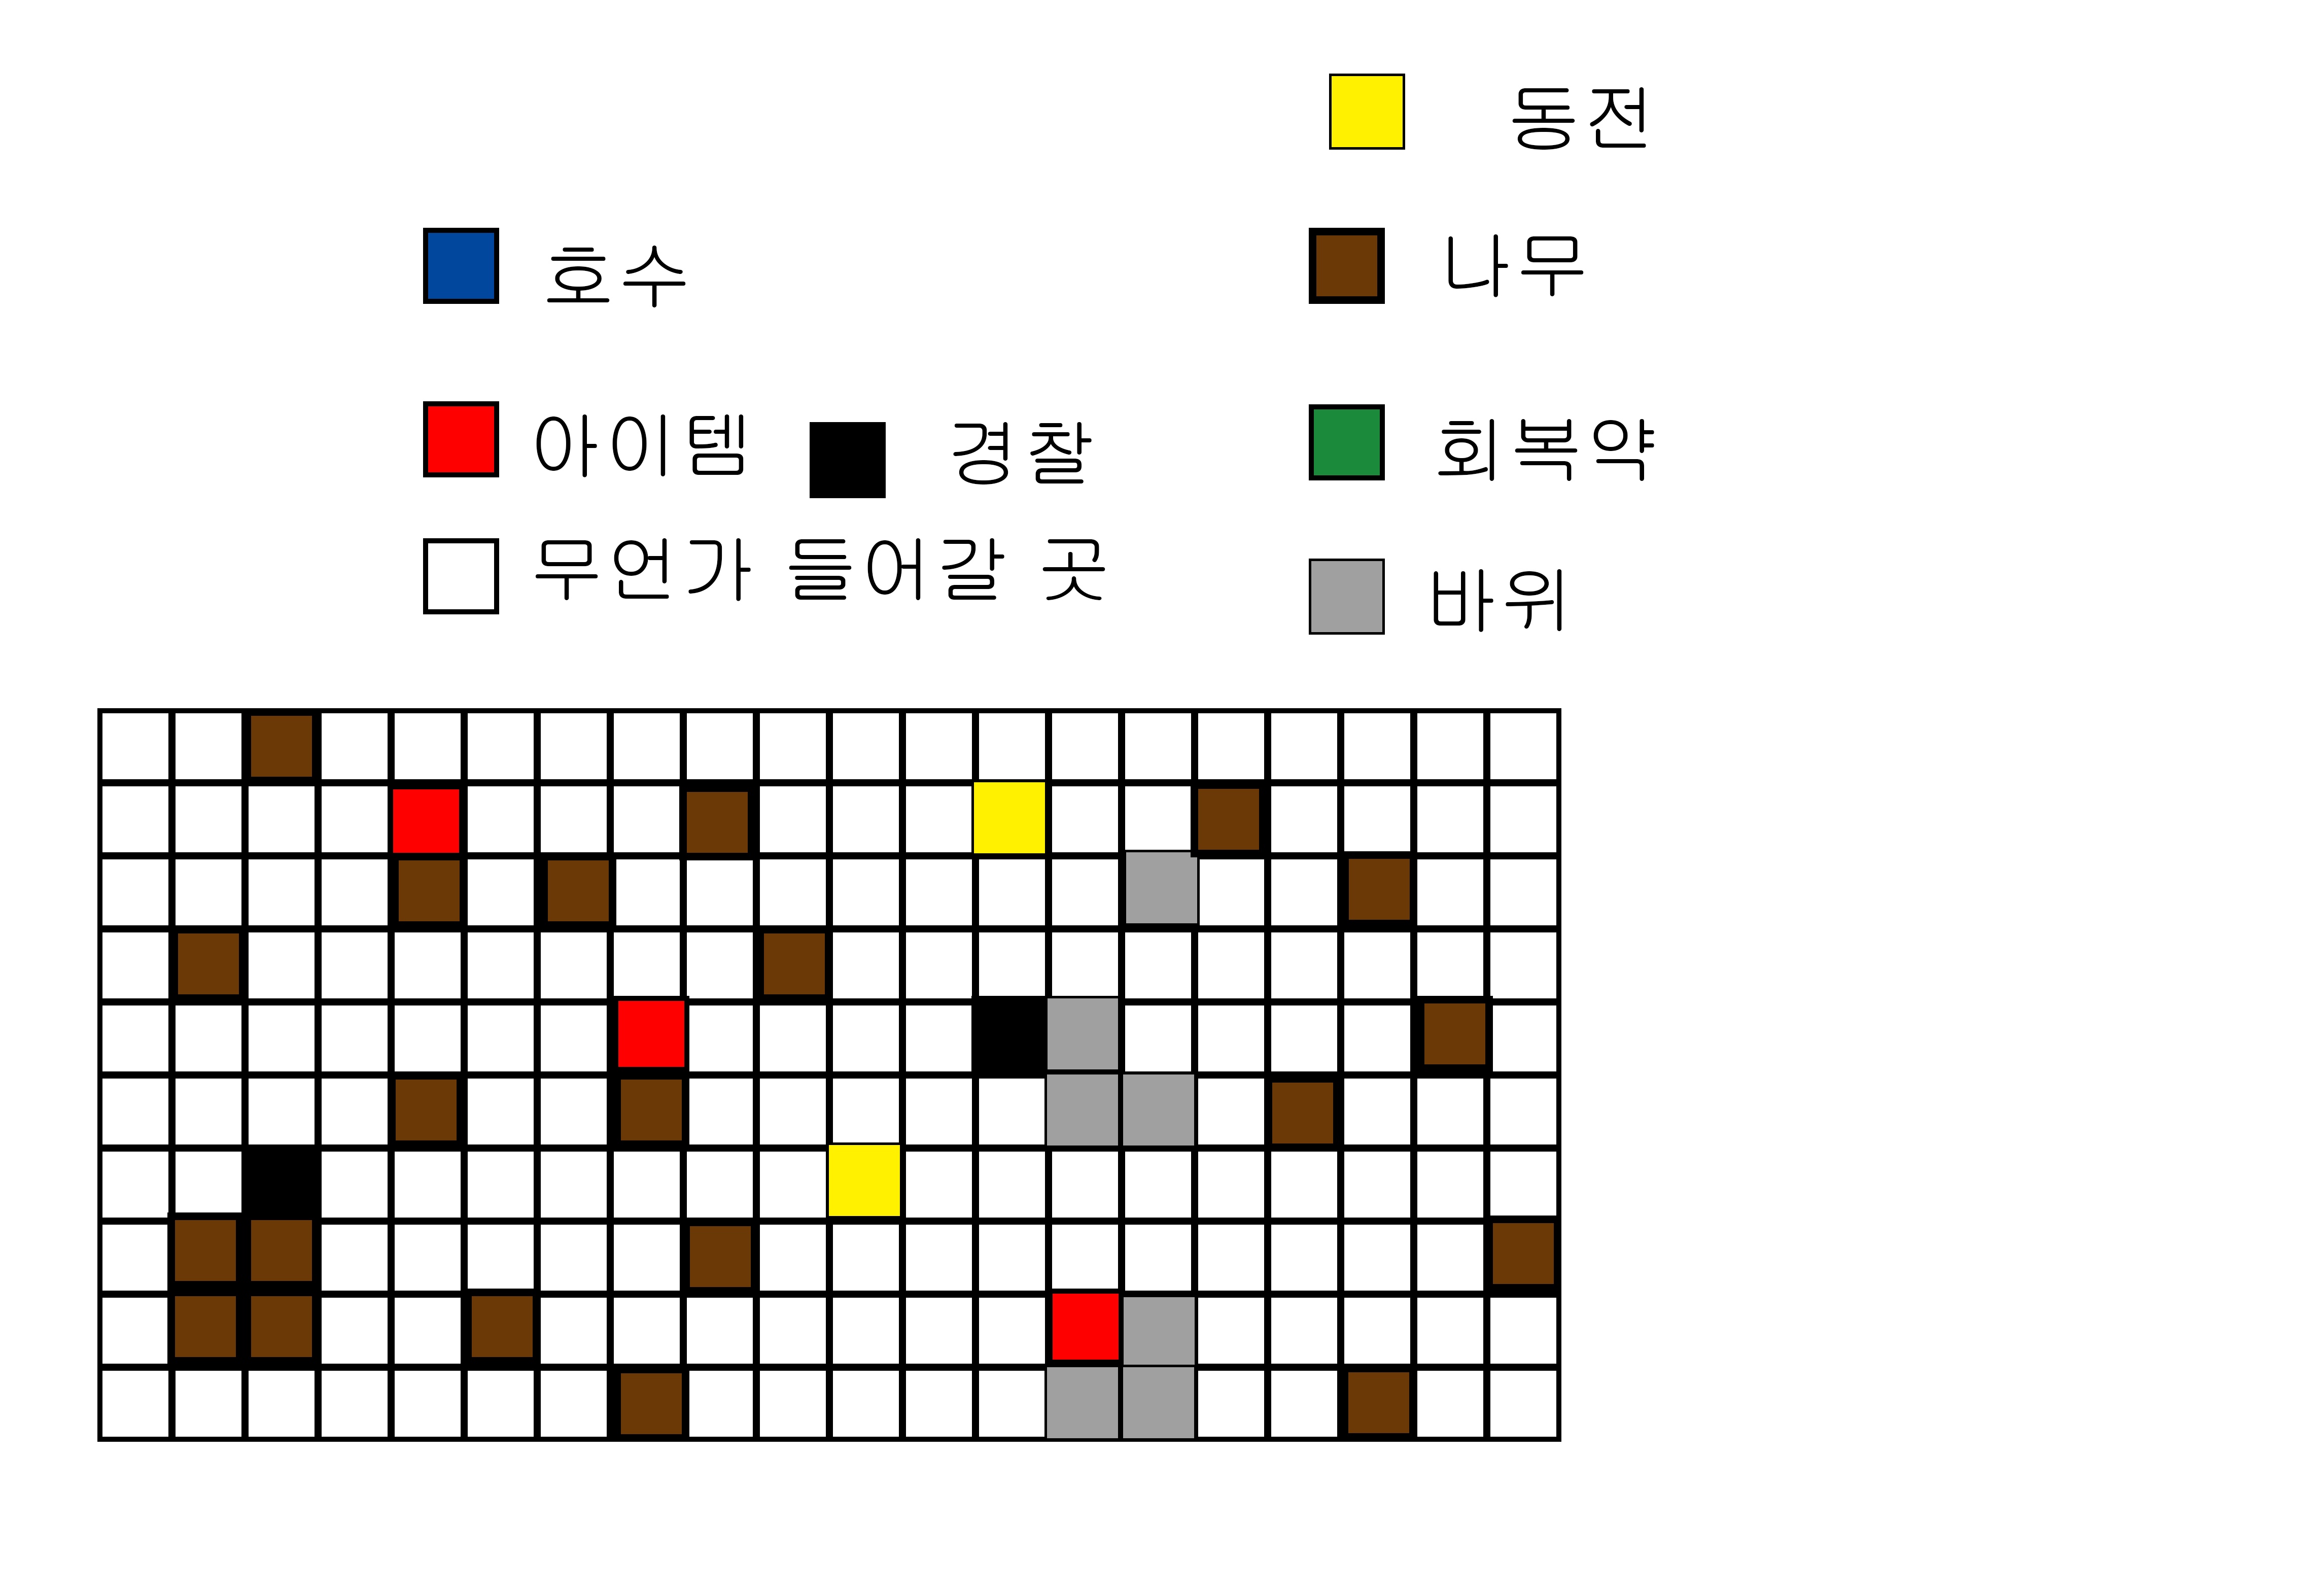 동전
호수
나무
아이템
경찰
회복약
무언가 들어갈 곳
바위